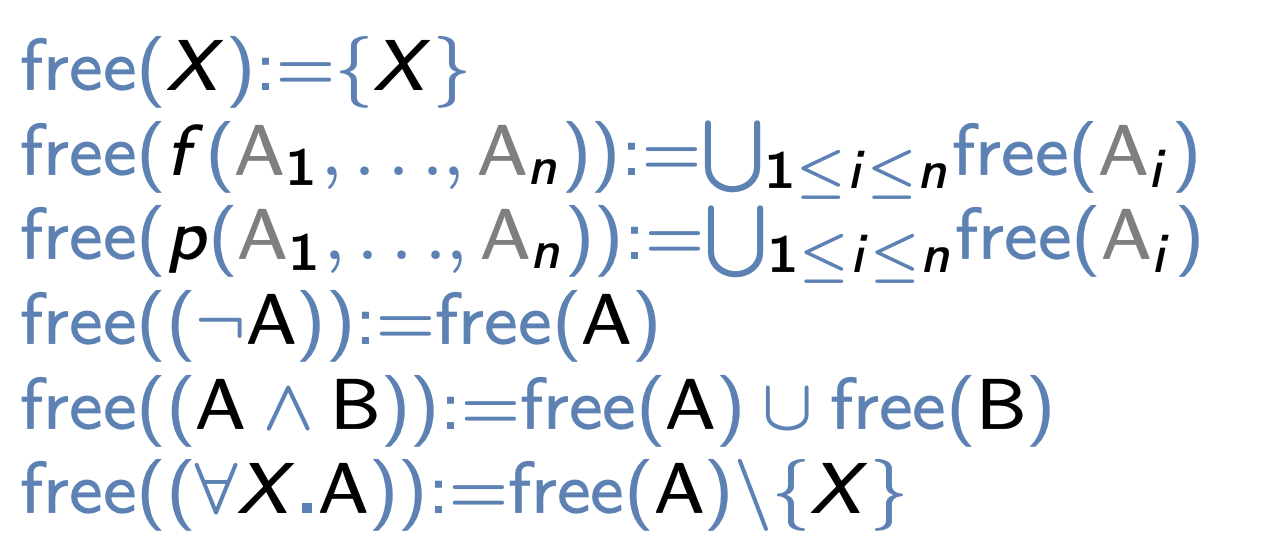 free(X):={X}
free(f(A₁,...,Aₙ)):=⋃₁≤ᵢ≤ₙfree(Aᵢ)
free(p(A₁,...,Aₙ)):=⋃₁≤ᵢ≤ₙfree(Aᵢ)
free((¬A)):=free(A)
free((A ∧ B)):=free(A) ∪ free(B)
free((∀X.A)):=free(A)\{X}